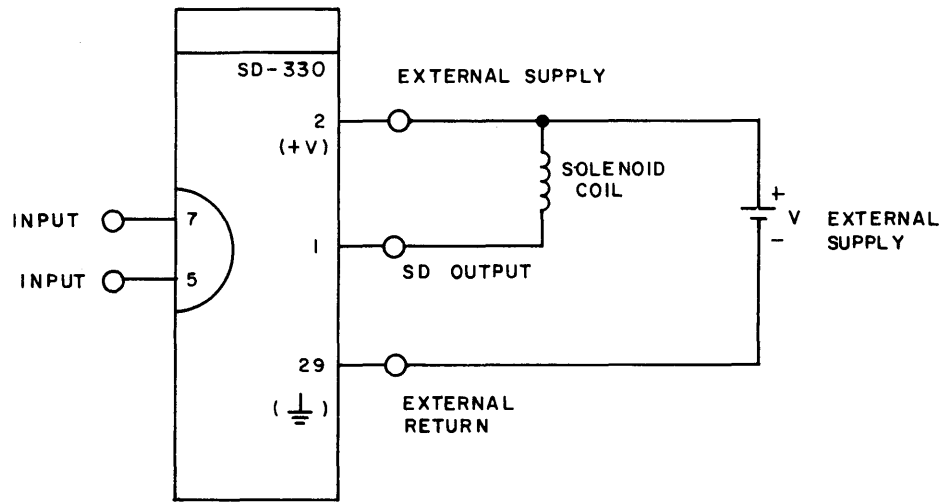 SD-330
EXTERNAL SUPPLY
2
(+V)
SOLENOID
COIL
+
V
-
EXTERNAL
SUPPLY
INPUT
7
1
SD OUTPUT
INPUT
5
29
EXTERNAL
RETURN